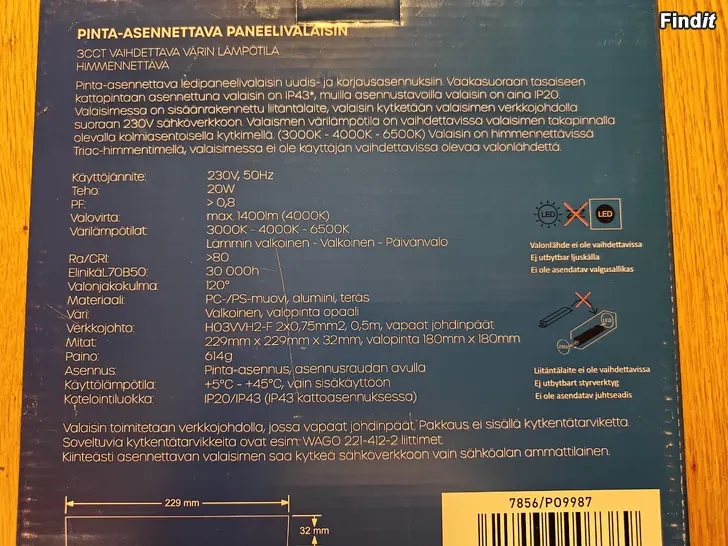 Findit
PINTA-ASENNETTAVA PANEELIVALAISIN
3CCT VAIHDETTAVA VÄRIN LÄMPÖTILA
HIMMENNETTÄVÄ
Pinta-asennettava ledipaneelivalaisin uudis- ja korjausasennuksiin. Vaakasuoraan tasaiseen
kattopintaan asennettuna valaisin on IP43*, muilla asennustavoilla valaisin on aina IP20.
Valaisimessa on sisäänrakennettu liitäntälaite, valaisin kytketään valaisimen verkkojohdolla
suoraan 230V sähköverkkoon. Valaismen värilämpötila on vaihdettavissa valaisimen takapinnalla
olevalla kolmiasentoisella kytkimellä. (3000K - 4000K - 6500K) Valaisin on himmennettävissä
Triac-himmentimellä, valaisimessa ei ole käyttäjän vaihdettavissa olevaa valonlähdettä.
Käyttöjännite: 230V, 50Hz
Teho: 20W
PF: > 0,8
Valovirta: max. 1400lm (4000K)
Värilämpötilat: 3000K - 4000K - 6500K
Lämmin valkoinen - Valkoinen - Päivänvalo
Ra/CRI: >80
ElinikäL70B50: 30 000h
Valonjakokulma: 120°
Materiaali: PC-/PS-muovi, alumiini, teräs
Väri: Valkoinen, valopinta opaali
Verkkojohto: H03VVH2-F 2x0,75mm2, 0,5m, vapaat johdinpäät
Mitat: 229mm x 229mm x 32mm, valopinta 180mm x 180mm
Paino: 614g
Asennus: Pinta-asennus, asennusraudan avulla
Käyttölämpötila: +5°C - +45°C, vain sisäkäyttöön
Kotelointiluokka: IP20/IP43 (IP43 kattoasennuksessa)
LED
LED
Valonlähde ei ole vaihdettavissa
Ej utbytbar ljuskälla
Ei ole asendatav valgusallikas
LED
230V
Liitäntälaite ei ole vaihdettavissa
Ej utbytbart styrverktyg
Ei ole asendatav juhtseadis
Valaisin toimitetaan verkkojohdolla, jossa vapaat johdinpäät. Pakkaus ei sisällä kytkentätarviketta.
Soveltuvia kytkentätarvikkeita ovat esim. WAGO 221-412-2 liittimet.
Kiinteästi asennettavan valaisimen saa kytkeä sähköverkkoon vain sähköalan ammattilainen.
229 mm
32 mm
7856/PO9987